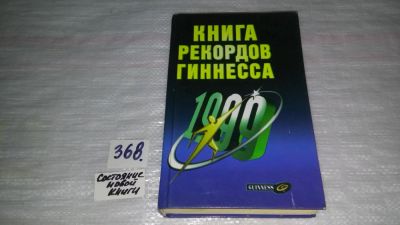 КНИГА
РЕКОРДОВ
ГИННЕССА
1999
GUINNESS
368.
Состояние
новой
книги